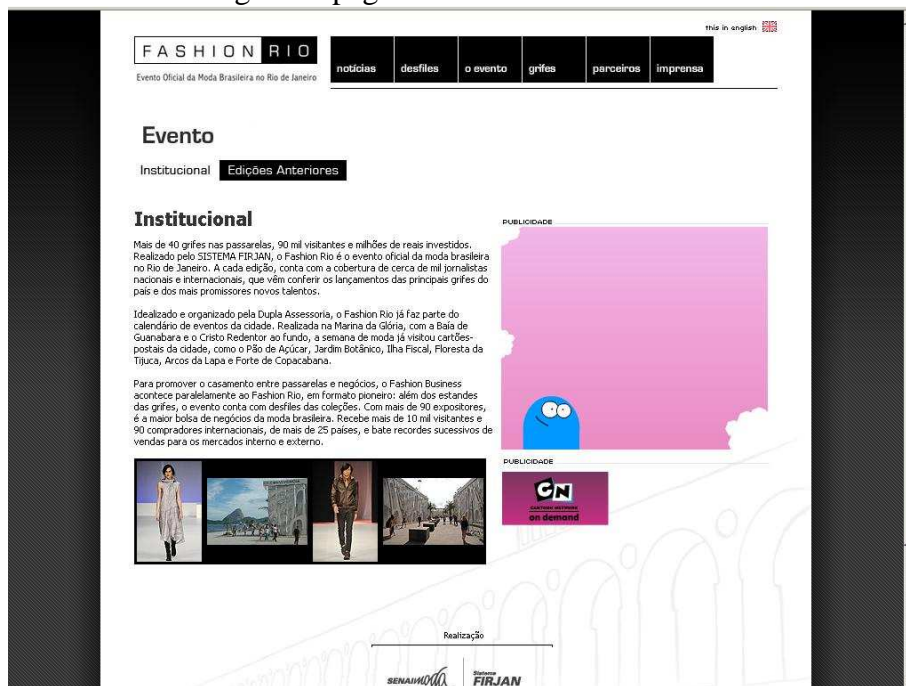 this in english
FASHION RIO
Evento Oficial da Moda Brasileira no Rio de Janeiro
notícias desfiles o evento grifes parceiros imprensa
Evento
Institucional Edições Anteriores
Institucional
Mais de 40 grifes nas passarelas, 90 mil visitantes e milhões de reais investidos.
Realizado pelo SISTEMA FIRJAN, o Fashion Rio é o evento oficial da moda brasileira
no Rio de Janeiro. A cada edição, conta com a cobertura de cerca de mil jornalistas
nacionais e internacionais, que vêm conferir os lançamentos das principais grifes do
país e dos mais promissores novos talentos.
Idealizado e organizado pela Dupla Assessoria, o Fashion Rio já faz parte do
calendário de eventos da cidade. Realizada na Marina da Glória, com a Baía de
Guanabara e o Cristo Redentor ao fundo, a semana de moda já visitou cartões-
postais da cidade, como o Pão de Açúcar, Jardim Botânico, Ilha Fiscal, Floresta da
Tijuca, Arcos da Lapa e Forte de Copacabana.
Para promover o casamento entre passarelas e negócios, o Fashion Business
acontece paralelamente ao Fashion Rio, em formato pioneiro: além dos estandes
das grifes, o evento conta com desfiles das coleções. Com mais de 90 expositores,
é a maior bolsa de negócios da moda brasileira. Recebe mais de 10 mil visitantes e
90 compradores internacionais, de mais de 25 países, e bate recordes sucessivos de
vendas para os mercados interno e externo.
PUBLICIDADE
PUBLICIDADE
CN
CARTOON NETWORK
on demand
Realização
SENAI moda
Sistema
FIRJAN